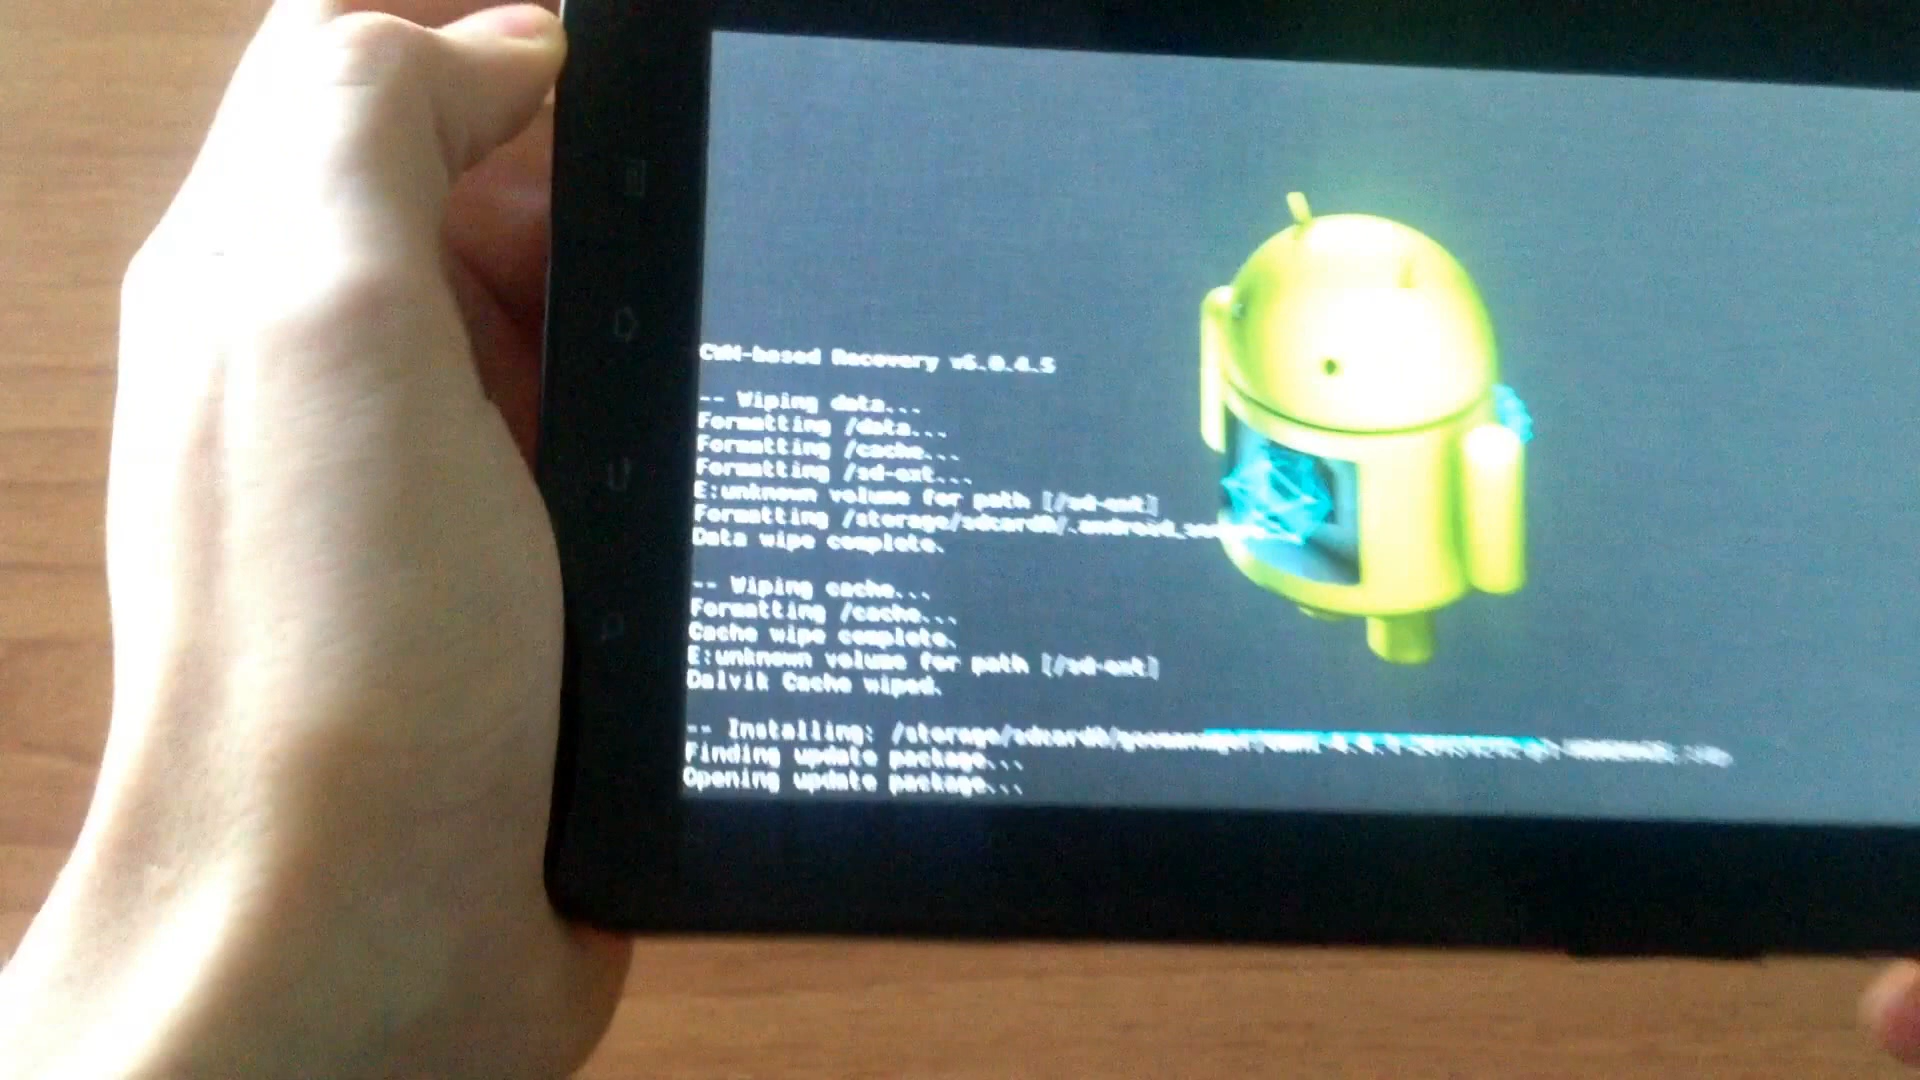 CWM-based Recovery v6.0.4.5
-- Wiping data...
Formatting /data...
Formatting /cache...
Formatting /sd-ext...
E:unknown volume for path [/sd-ext]
Formatting /storage/sdcard0/
Data wipe complete.
-- Wiping cache...
Formatting /cache...
Cache wipe complete.
E:unknown volume for path [/sd-ext]
Dalvik Cache wiped.
-- Installing: /storage/sdcard0/
Finding update package...
Opening update package...